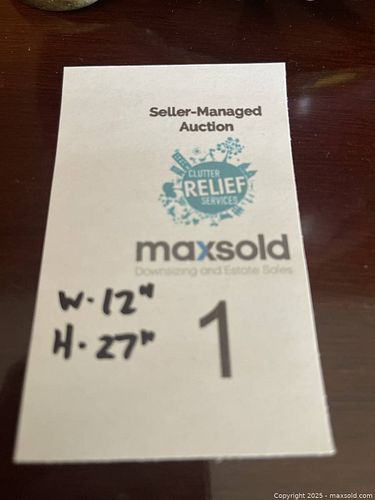 Seller-Managed
Auction
CLUTTER
RELIEF
SERVICES
maxsold
Downsizing and Estate Sales
W. 12"
H. 27"
1
Copyright 2025 - maxsold.com